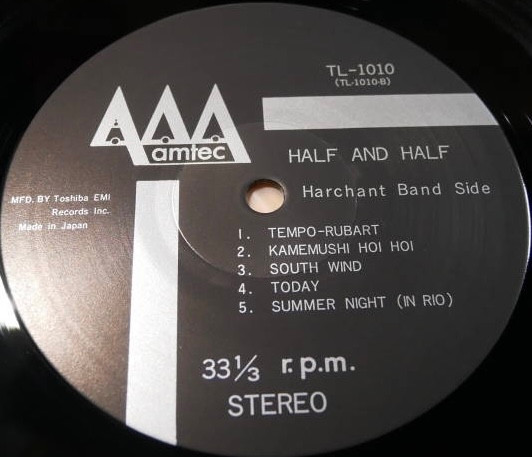 TL-1010
(TL-1010-B)
amtec
HALF AND HALF
Harchant Band Side
MFD. BY Toshiba EMI
Records Inc.
Made in Japan
1. TEMPO-RUBART
2. KAMEMUSHI HOI HOI
3. SOUTH WIND
4. TODAY
5. SUMMER NIGHT (IN RIO)
33⅓ r.p.m.
STEREO